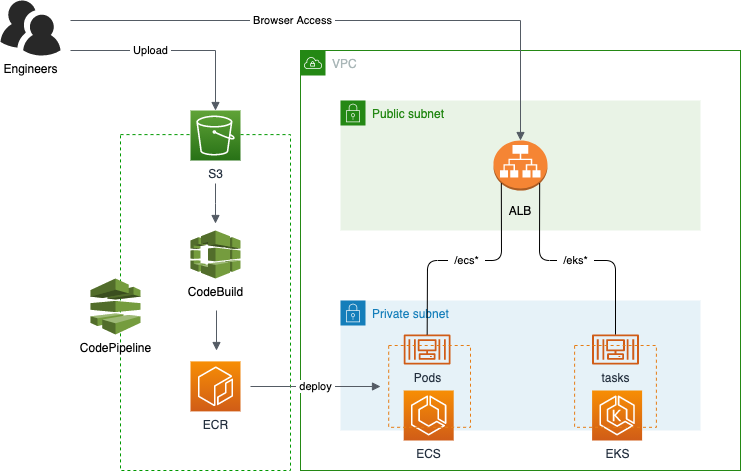 Browser Access
Upload
Engineers
VPC
Public subnet
S3
ALB
/ecs*
/eks*
CodeBuild
Private subnet
CodePipeline
Pods
tasks
deploy
ECR
K
ECS
EKS